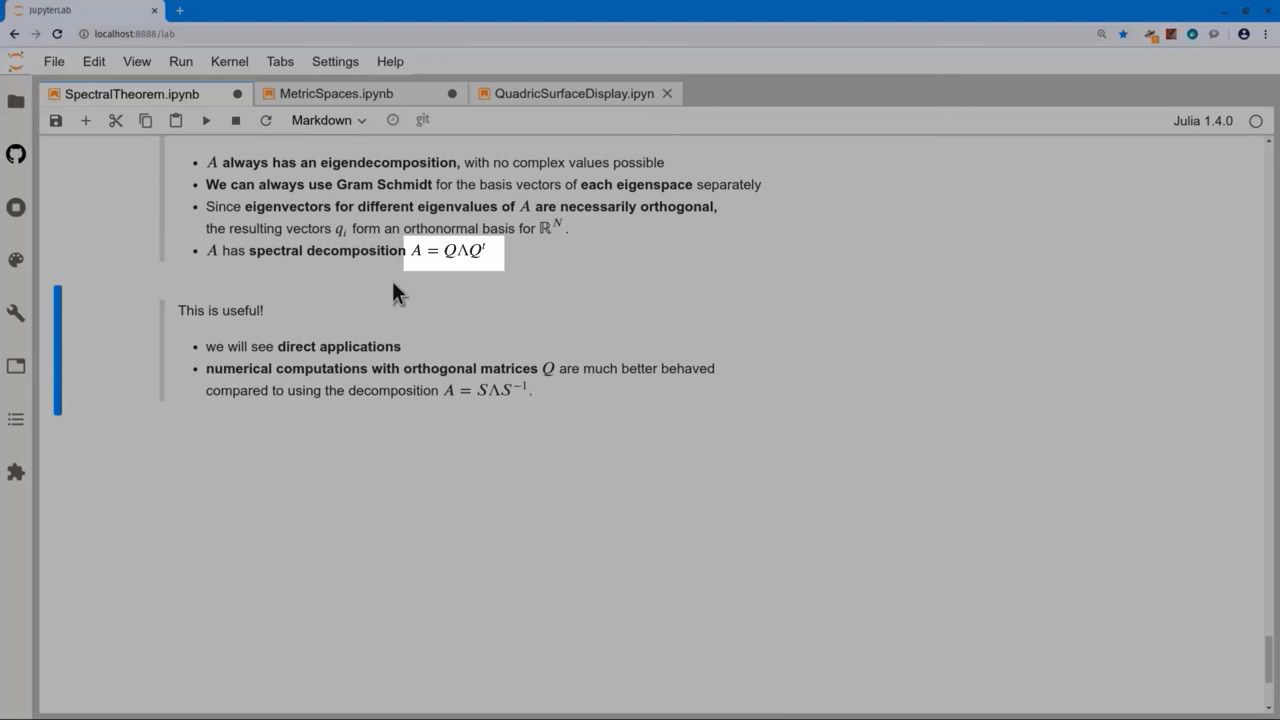 JupyterLab
localhost:8888/lab
File Edit View Run Kernel Tabs Settings Help
SpectralTheorem.ipynb MetricSpaces.ipynb QuadricSurfaceDisplay.ipyn
Markdown git Julia 1.4.0
• A always has an eigendecomposition, with no complex values possible
• We can always use Gram Schmidt for the basis vectors of each eigenspace separately
• Since eigenvectors for different eigenvalues of A are necessarily orthogonal,
the resulting vectors qᵢ form an orthonormal basis for ℝᴺ.
• A has spectral decomposition A = QΛQᵗ
This is useful!
• we will see direct applications
• numerical computations with orthogonal matrices Q are much better behaved
compared to using the decomposition A = SΛS⁻¹.